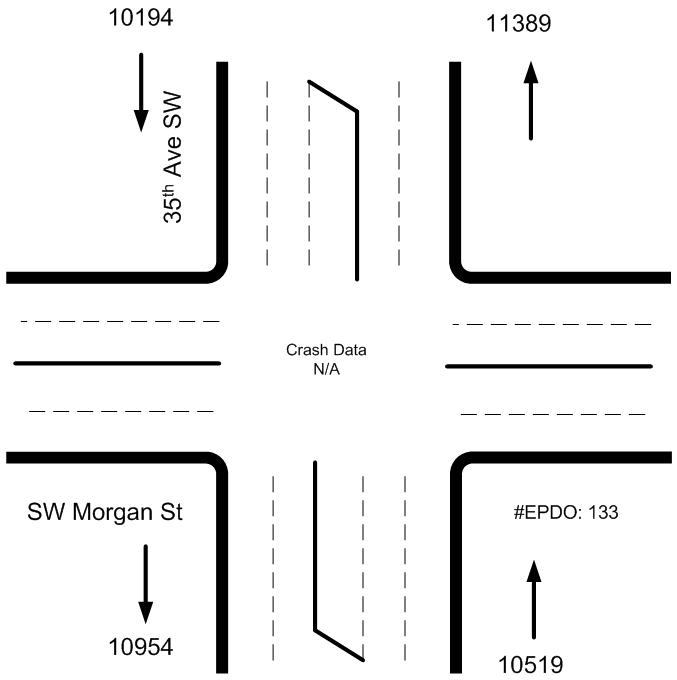 10194
11389
35th Ave SW
Crash Data
N/A
SW Morgan St
#EPDO: 133
10954
10519